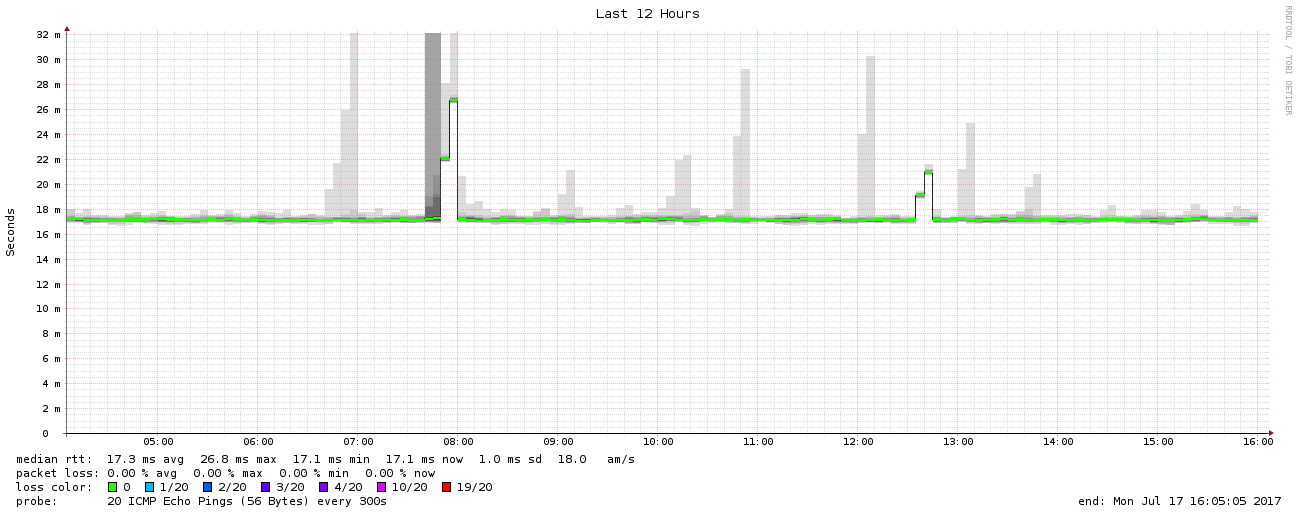 Last 12 Hours
RRDTOOL / TOBI OETIKER
Seconds
32 m
30 m
28 m
26 m
24 m
22 m
20 m
18 m
16 m
14 m
12 m
10 m
8 m
6 m
4 m
2 m
0
05:00 06:00 07:00 08:00 09:00 10:00 11:00 12:00 13:00 14:00 15:00 16:00
median rtt: 17.3 ms avg 26.8 ms max 17.1 ms min 17.1 ms now 1.0 ms sd 18.0 am/s
packet loss: 0.00 % avg 0.00 % max 0.00 % min 0.00 % now
loss color: 0 1/20 2/20 3/20 4/20 10/20 19/20
probe: 20 ICMP Echo Pings (56 Bytes) every 300s end: Mon Jul 17 16:05:05 2017